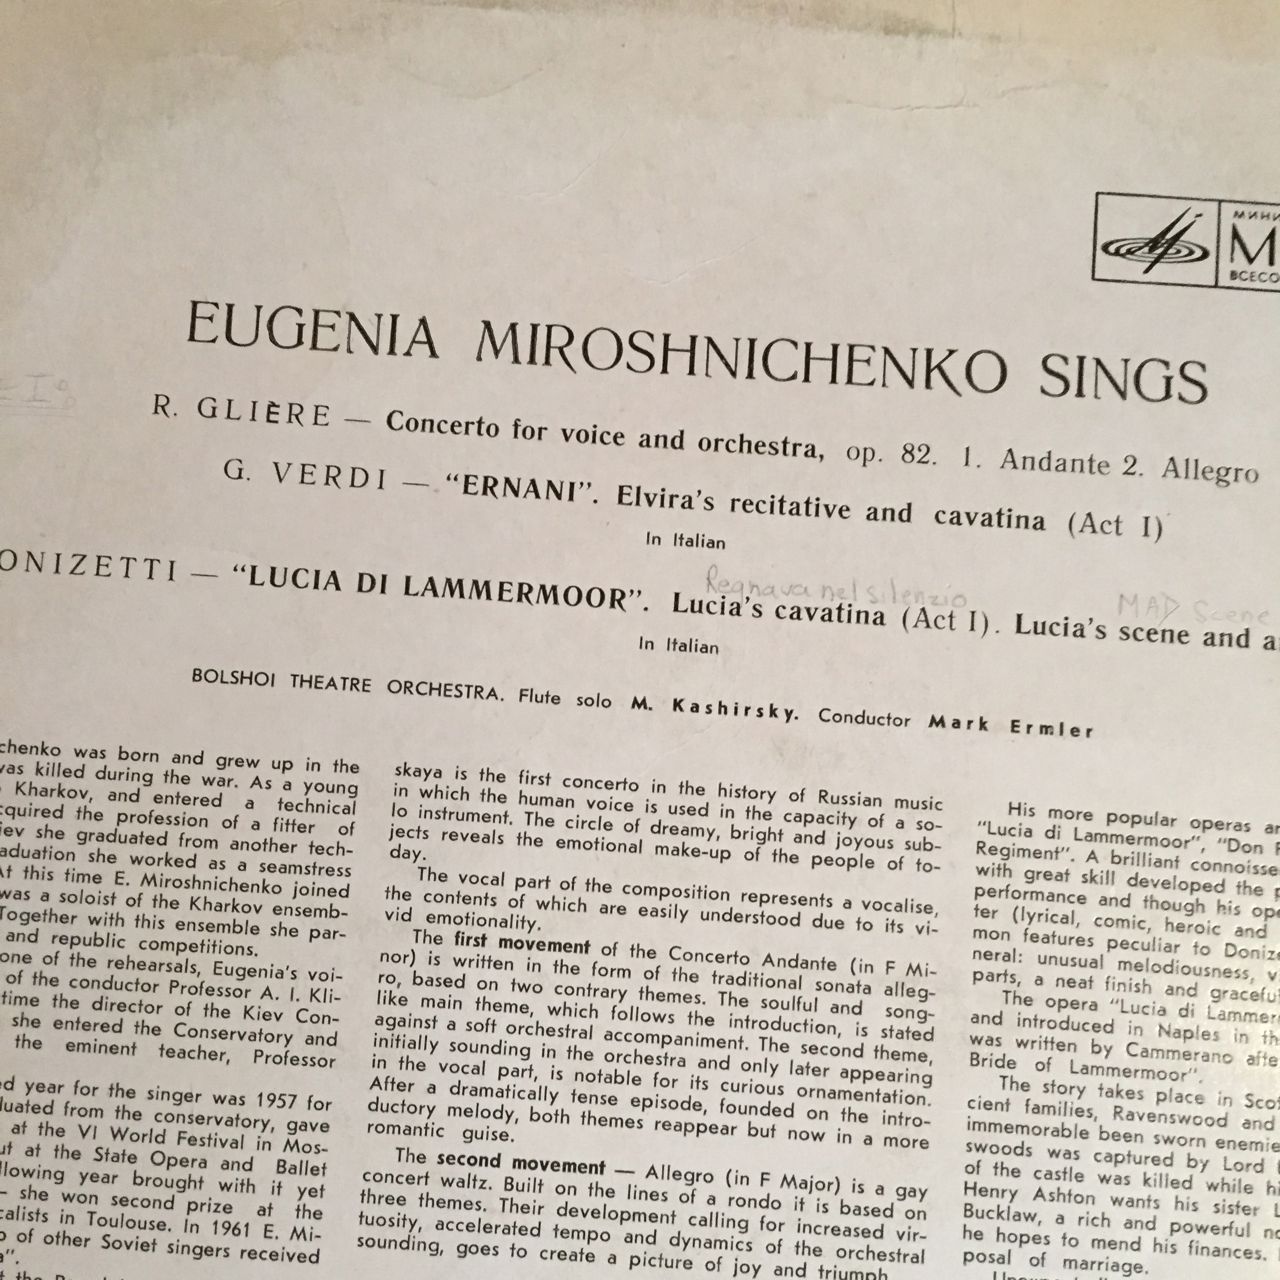 МИНИ
М
ВСЕСО
EUGENIA MIROSHNICHENKO SINGS
R. GLIÈRE — Concerto for voice and orchestra, op. 82. 1. Andante 2. Allegro
G. VERDI — “ERNANI”. Elvira’s recitative and cavatina (Act I)
In Italian
Regnava nel silenzio
MAD Scene
ONIZETTI — “LUCIA DI LAMMERMOOR”. Lucia’s cavatina (Act I). Lucia’s scene and a
In Italian
BOLSHOI THEATRE ORCHESTRA. Flute solo M. Kashirsky. Conductor Mark Ermler
chenko was born and grew up in the
was killed during the war. As a young
Kharkov, and entered a technical
cquired the profession of a fitter of
iev she graduated from another tech-
aduation she worked as a seamstress
At this time E. Miroshnichenko joined
was a soloist of the Kharkov ensemb-
Together with this ensemble she par-
and republic competitions.
one of the rehearsals, Eugenia’s voi-
of the conductor Professor A. I. Kli-
time the director of the Kiev Con-
she entered the Conservatory and
the eminent teacher, Professor
ed year for the singer was 1957 for
duated from the conservatory, gave
at the VI World Festival in Mos-
ut at the State Opera and Ballet
llowing year brought with it yet
— she won second prize at the
calists in Toulouse. In 1961 E. Mi-
p of other Soviet singers received
a”.
skaya is the first concerto in the history of Russian music
in which the human voice is used in the capacity of a so-
lo instrument. The circle of dreamy, bright and joyous sub-
jects reveals the emotional make-up of the people of to-
day.
The vocal part of the composition represents a vocalise,
the contents of which are easily understood due to its vi-
vid emotionality.
The first movement of the Concerto Andante (in F Mi-
nor) is written in the form of the traditional sonata alleg-
ro, based on two contrary themes. The soulful and song-
like main theme, which follows the introduction, is stated
against a soft orchestral accompaniment. The second theme,
initially sounding in the orchestra and only later appearing
in the vocal part, is notable for its curious ornamentation.
After a dramatically tense episode, founded on the intro-
ductory melody, both themes reappear but now in a more
romantic guise.
The second movement — Allegro (in F Major) is a gay
concert waltz. Built on the lines of a rondo it is based on
three themes. Their development calling for increased vir-
tuosity, accelerated tempo and dynamics of the orchestral
sounding, goes to create a picture of joy and triumph
His more popular operas ar
“Lucia di Lammermoor”, “Don P
Regiment”. A brilliant connoisse
with great skill developed the p
performance and though his ope
ter (lyrical, comic, heroic and
mon features peculiar to Donize
neral: unusual melodiousness, v
parts, a neat finish and graceful
The opera “Lucia di Lammer
and introduced in Naples in th
was written by Cammerano afte
Bride of Lammermoor”.
The story takes place in Scot
cient families, Ravenswood and
immemorable been sworn enemie
swoods was captured by Lord
of the castle was killed while hi
Henry Ashton wants his sister L
Bucklaw, a rich and powerful no
he hopes to mend his finances.
posal of marriage.